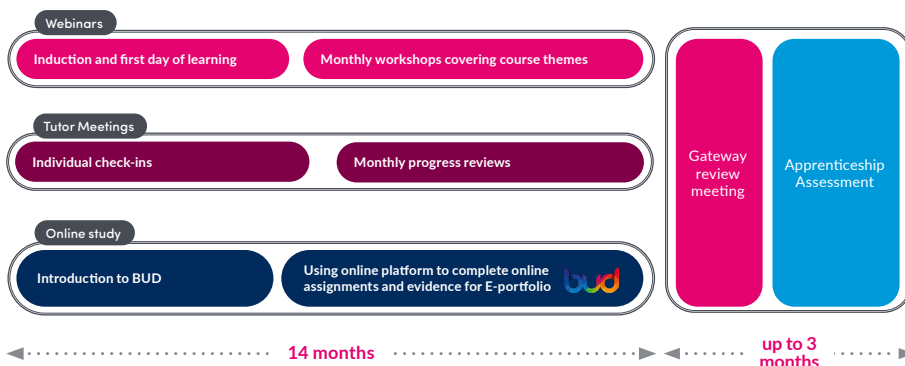 Webinars
Induction and first day of learning
Monthly workshops covering course themes
Tutor Meetings
Individual check-ins
Monthly progress reviews
Online study
Introduction to BUD
Using online platform to complete online
assignments and evidence for E-portfolio
bud
Gateway
review
meeting
Apprenticeship
Assessment
14 months
up to 3
months